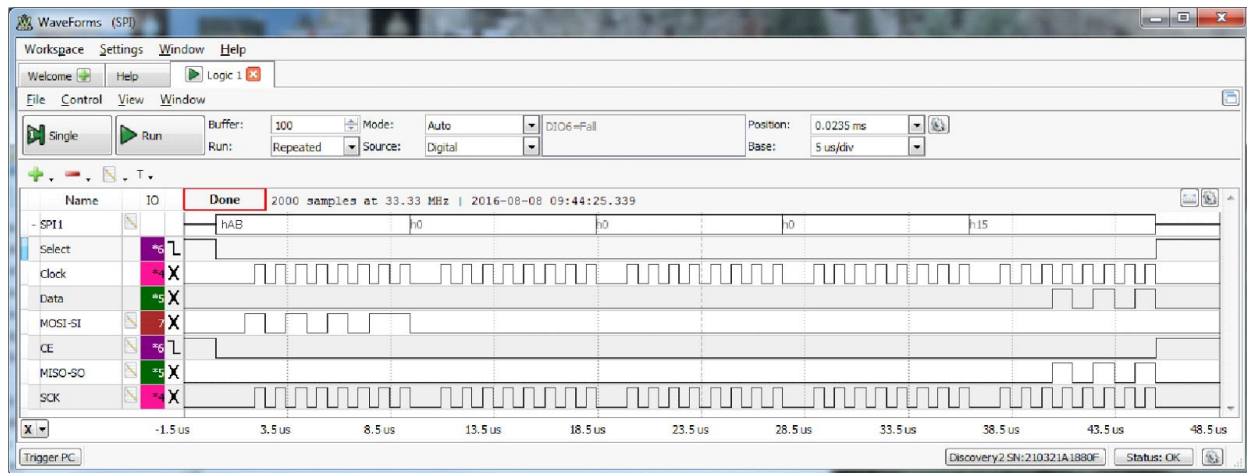 WaveForms (SPI)
Workspace Settings Window Help
Welcome Help Logic 1
File Control View Window
Single Run Buffer: 100 Mode: Auto DIO6=Fall Position: 0.0235 ms
Run: Repeated Source: Digital Base: 5 us/div
T
Name IO Done 2000 samples at 33.33 MHz | 2016-08-08 09:44:25.339
- SPI1 hAB h0 h0 h0 h15
Select *6
Clock *4 X
Data *5 X
MOSI-SI 7 X
CE *6
MISO-SO *5 X
SCK *4 X
X -1.5 us 3.5 us 8.5 us 13.5 us 18.5 us 23.5 us 28.5 us 33.5 us 38.5 us 43.5 us 48.5 us
Trigger PC Discovery2 SN:210321A1880F Status: OK